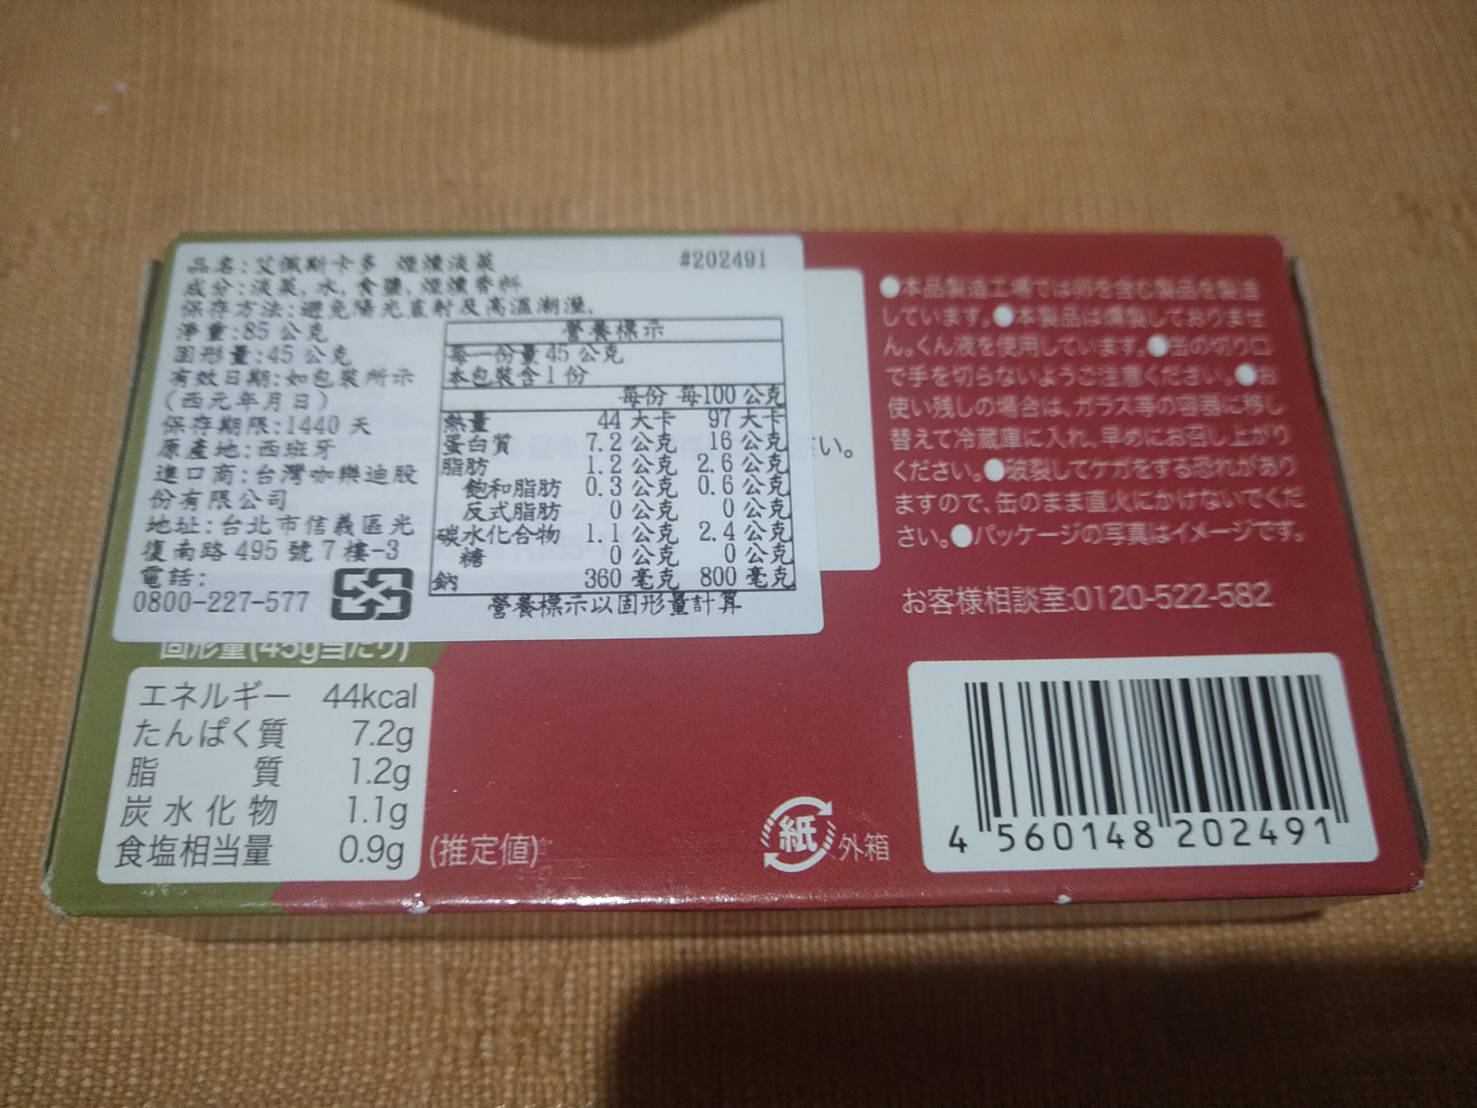 品名:艾佩斯卡多 煙燻淡菜 #202491
成分:淡菜, 水, 食鹽, 煙燻香料
保存方法:避免陽光直射及高溫潮溼.
淨重:85 公克
固形量:45 公克
有效日期:如包裝所示
(西元年月日)
保存期限:1440 天
原產地:西班牙
進口商:台灣咖樂迪股
份有限公司
地址:台北市信義區光
復南路 495 號 7 樓-3
電話:
0800-227-577
營養標示
每一份量 45 公克
本包裝含 1 份
每份 每100 公克
熱量 44 大卡 97 大卡
蛋白質 7.2 公克 16 公克
脂肪 1.2 公克 2.6 公克
飽和脂肪 0.3 公克 0.6 公克
反式脂肪 0 公克 0 公克
碳水化合物 1.1 公克 2.4 公克
糖 0 公克 0 公克
鈉 360 毫克 800 毫克
營養標示以固形量計算
い。
固形量(45g当たり)
エネルギー 44kcal
たんぱく質 7.2g
脂質 1.2g
炭水化物 1.1g
食塩相当量 0.9g (推定値)
●本品製造工場では卵を含む製品を製造
しています。●本製品は燻製しておりませ
ん。くん液を使用しています。●缶の切り口
で手を切らないようご注意ください。●お
使い残しの場合は、ガラス等の容器に移し
替えて冷蔵庫に入れ、早めにお召し上がり
ください。●破裂してケガをする恐れがあり
ますので、缶のまま直火にかけないでくだ
さい。●パッケージの写真はイメージです。
お客様相談室:0120-522-582
紙 外箱
4 560148 202491